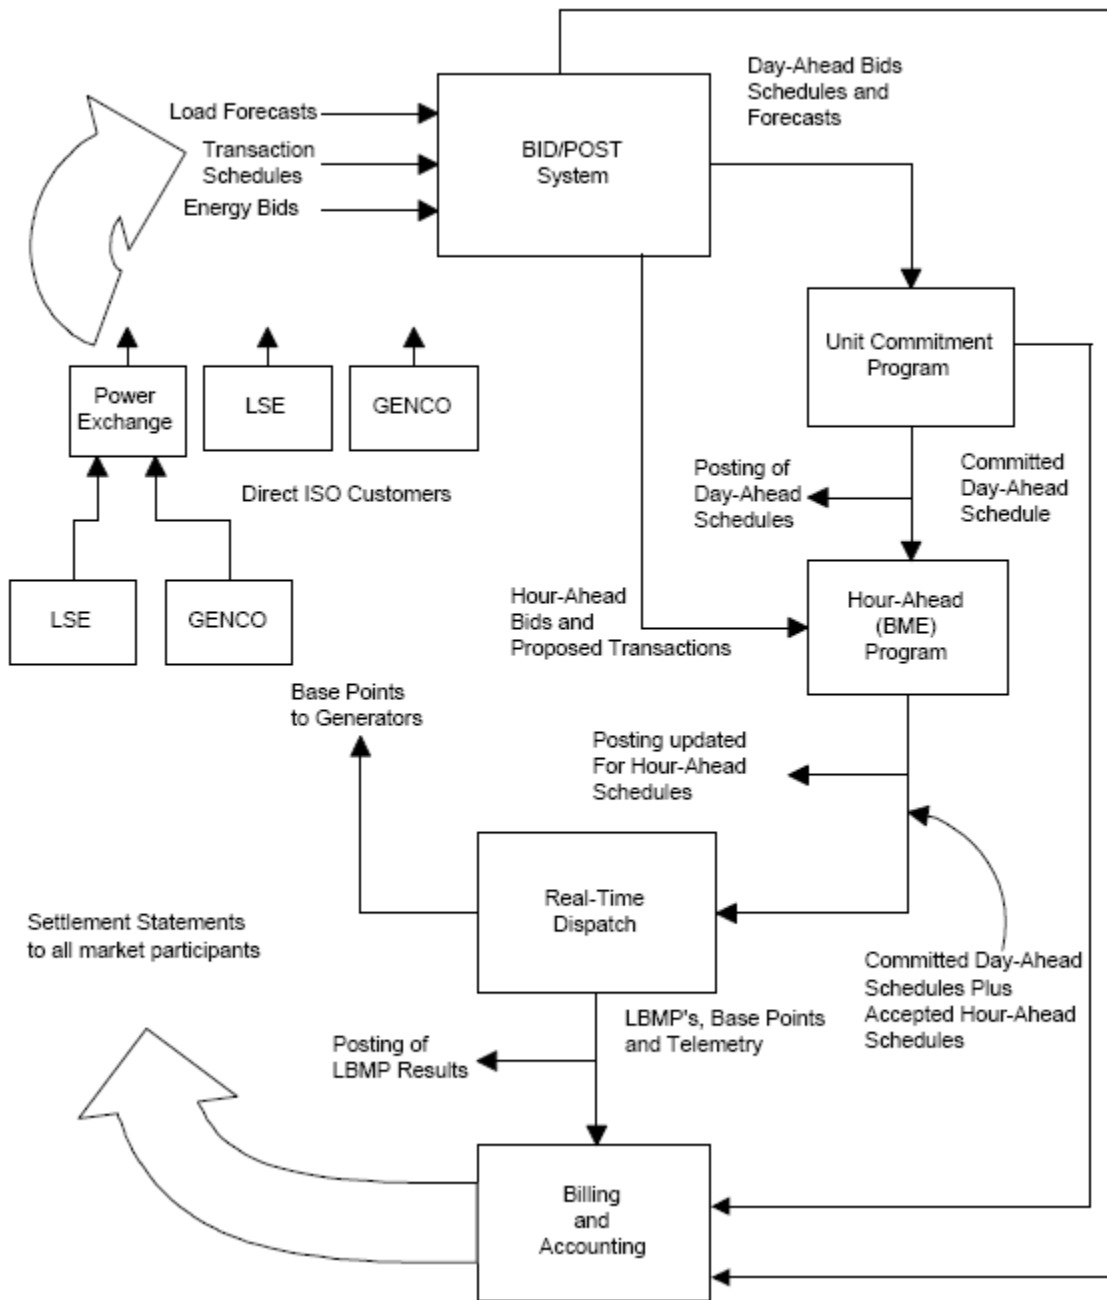 Day-Ahead Bids
Schedules and
Forecasts
Load Forecasts
Transaction
Schedules
Energy Bids
BID/POST
System
Unit Commitment
Program
Power
Exchange
LSE
GENCO
Direct ISO Customers
Posting of
Day-Ahead
Schedules
Committed
Day-Ahead
Schedule
LSE
GENCO
Hour-Ahead
Bids and
Proposed Transactions
Hour-Ahead
(BME)
Program
Base Points
to Generators
Posting updated
For Hour-Ahead
Schedules
Real-Time
Dispatch
Settlement Statements
to all market participants
Committed Day-Ahead
Schedules Plus
Accepted Hour-Ahead
Schedules
LBMP's, Base Points
and Telemetry
Posting of
LBMP Results
Billing
and
Accounting